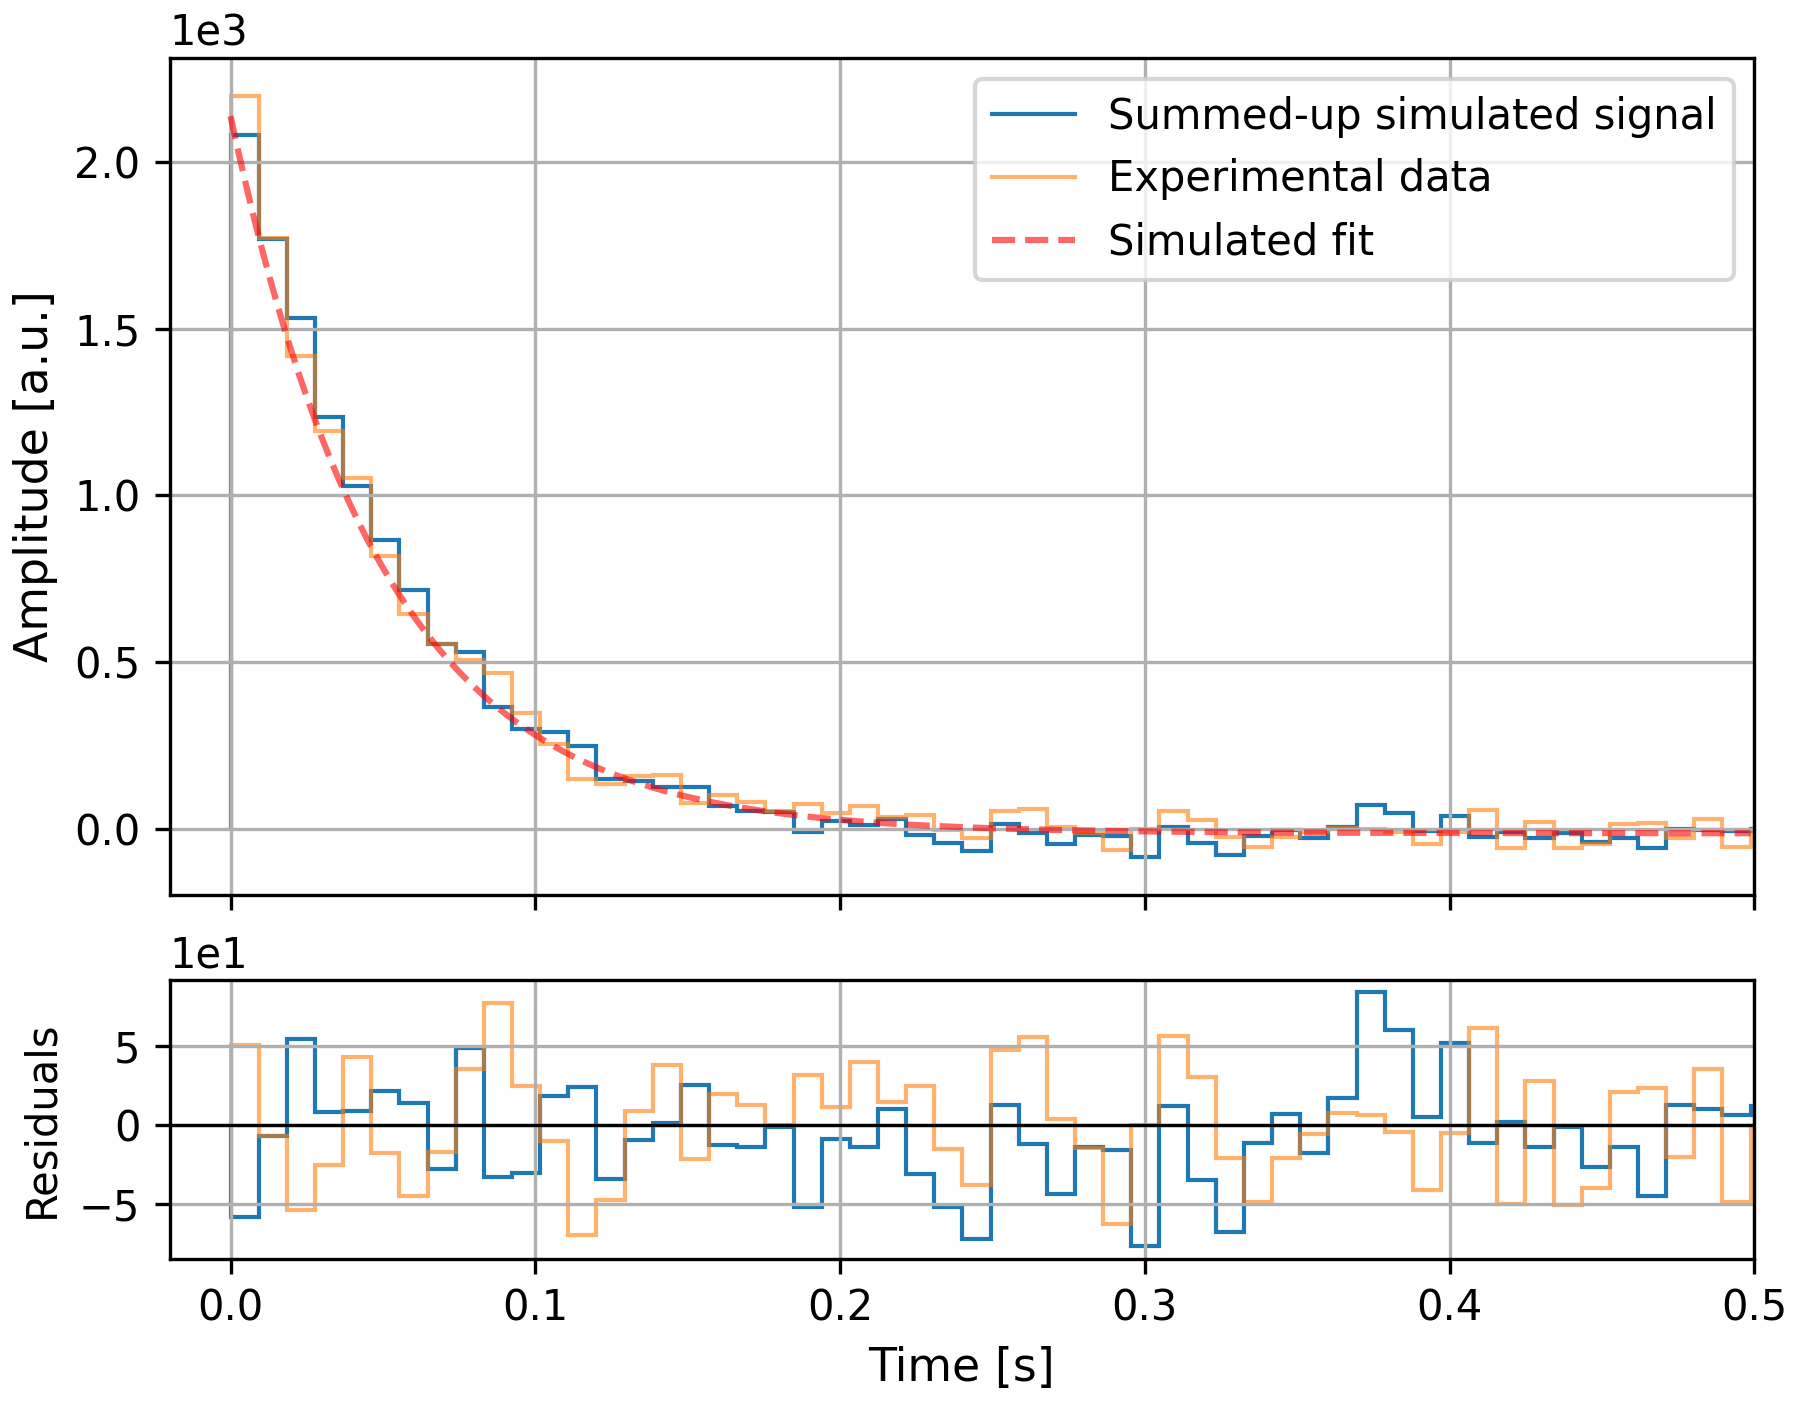 1e3
Summed-up simulated signal
Experimental data
Simulated fit
2.0
1.5
1.0
0.5
0.0
Amplitude [a.u.]
1e1
5
0
−5
Residuals
0.0 0.1 0.2 0.3 0.4 0.5
Time [s]